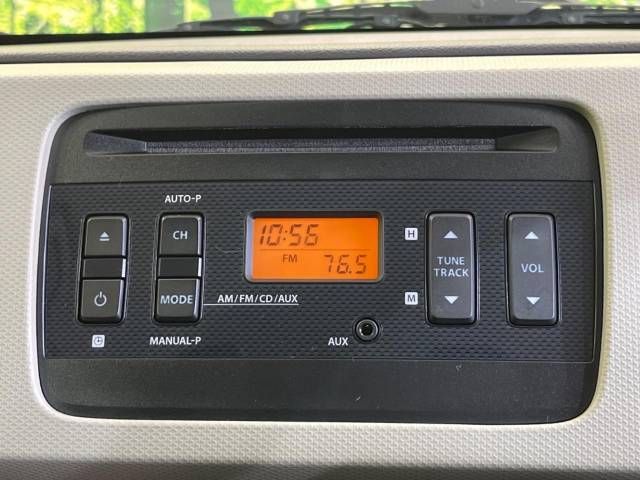 AUTO-P
CH
10:56
FM 76.5
H
TUNE
TRACK
VOL
MODE
AM/FM/CD/AUX
M
MANUAL-P
AUX